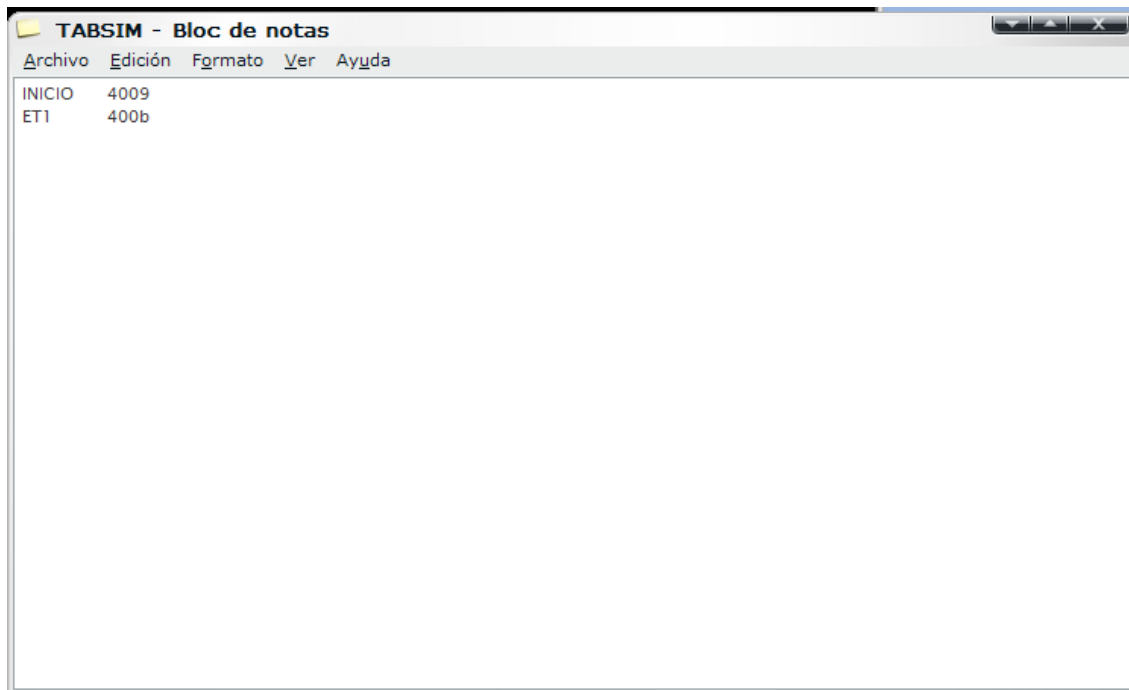 TABSIM - Bloc de notas
Archivo Edición Formato Ver Ayuda
INICIO 4009
ET1 400b